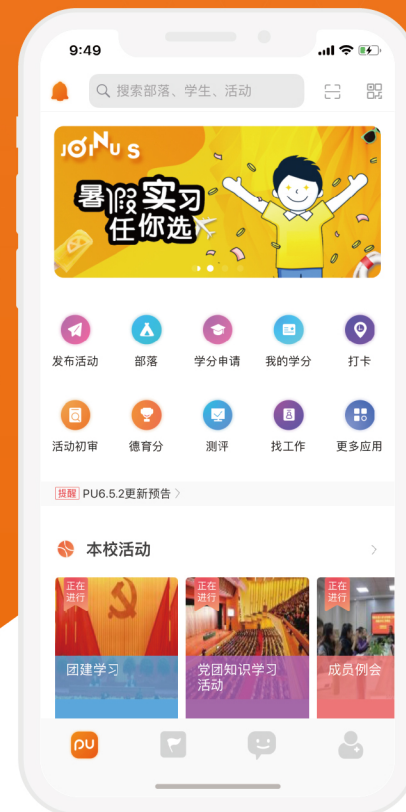 9:49
搜索部落、学生、活动
JOIN US
暑假实习
任你选
发布活动 部落 学分申请 我的学分 打卡
活动初审 德育分 测评 找工作 更多应用
提醒 PU6.5.2更新预告
本校活动
正在
进行
正在
进行
正在
进行
团建学习
党团知识学习
活动
成员例会
PU